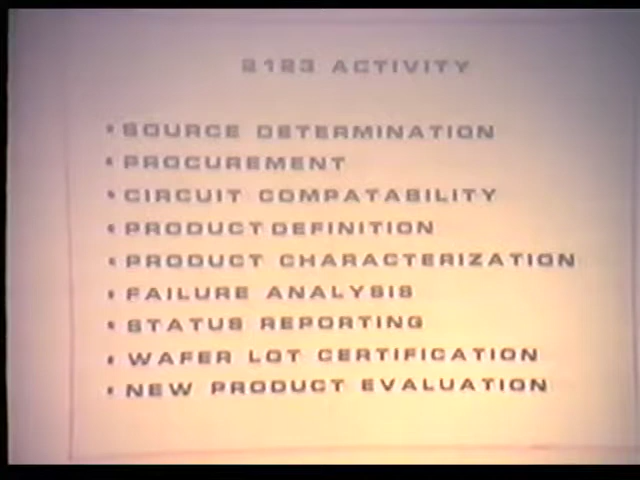 2123 ACTIVITY
• SOURCE DETERMINATION
• PROCUREMENT
• CIRCUIT COMPATABILITY
• PRODUCT DEFINITION
• PRODUCT CHARACTERIZATION
• FAILURE ANALYSIS
• STATUS REPORTING
• WAFER LOT CERTIFICATION
• NEW PRODUCT EVALUATION